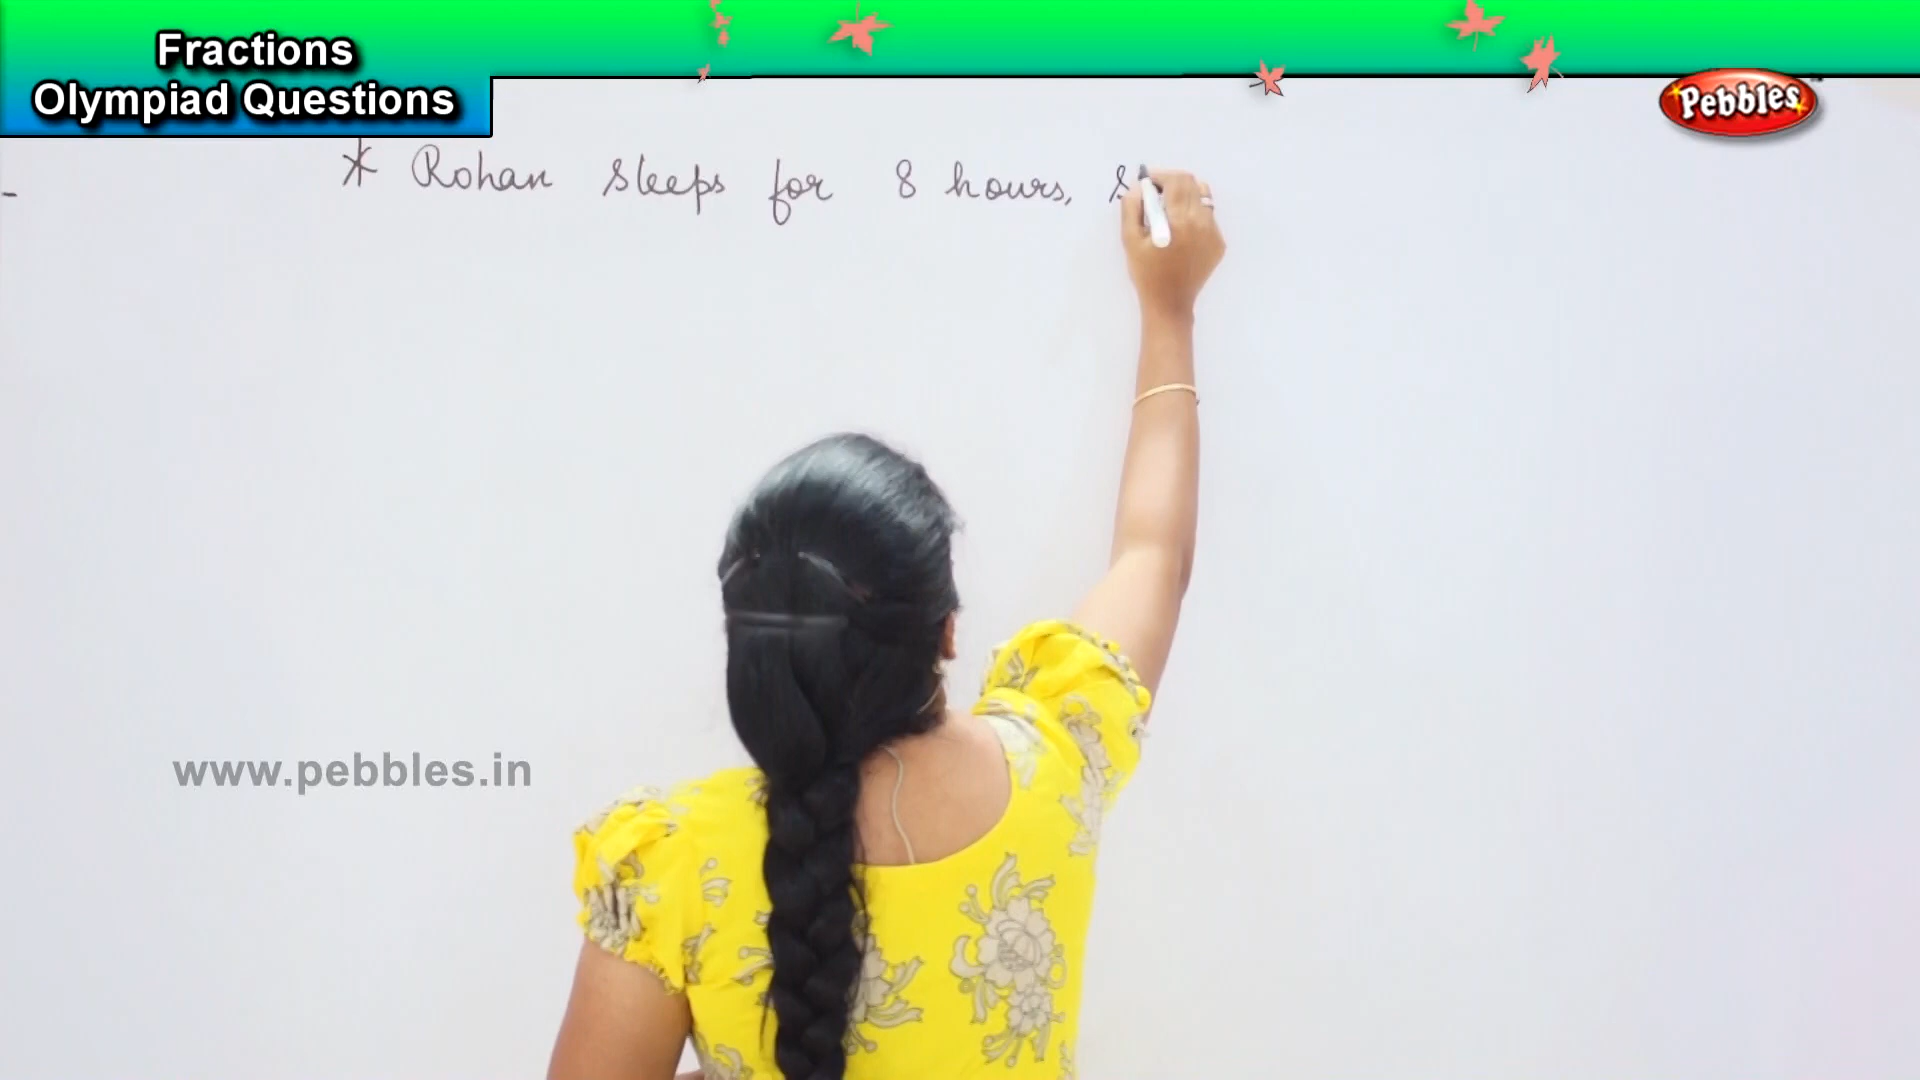 Fractions
Olympiad Questions
Pebbles
* Rohan sleeps for 8 hours, s
www.pebbles.in